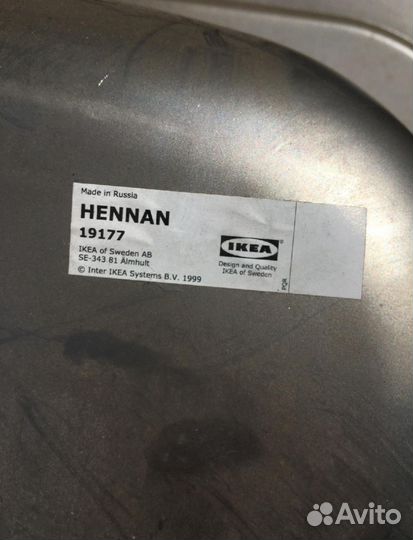 Made in Russia
HENNAN
19177
IKEA of Sweden AB
SE-343 81 Älmhult
© Inter IKEA Systems B.V. 1999
IKEA®
Design and Quality
IKEA of Sweden
PQR
Avito